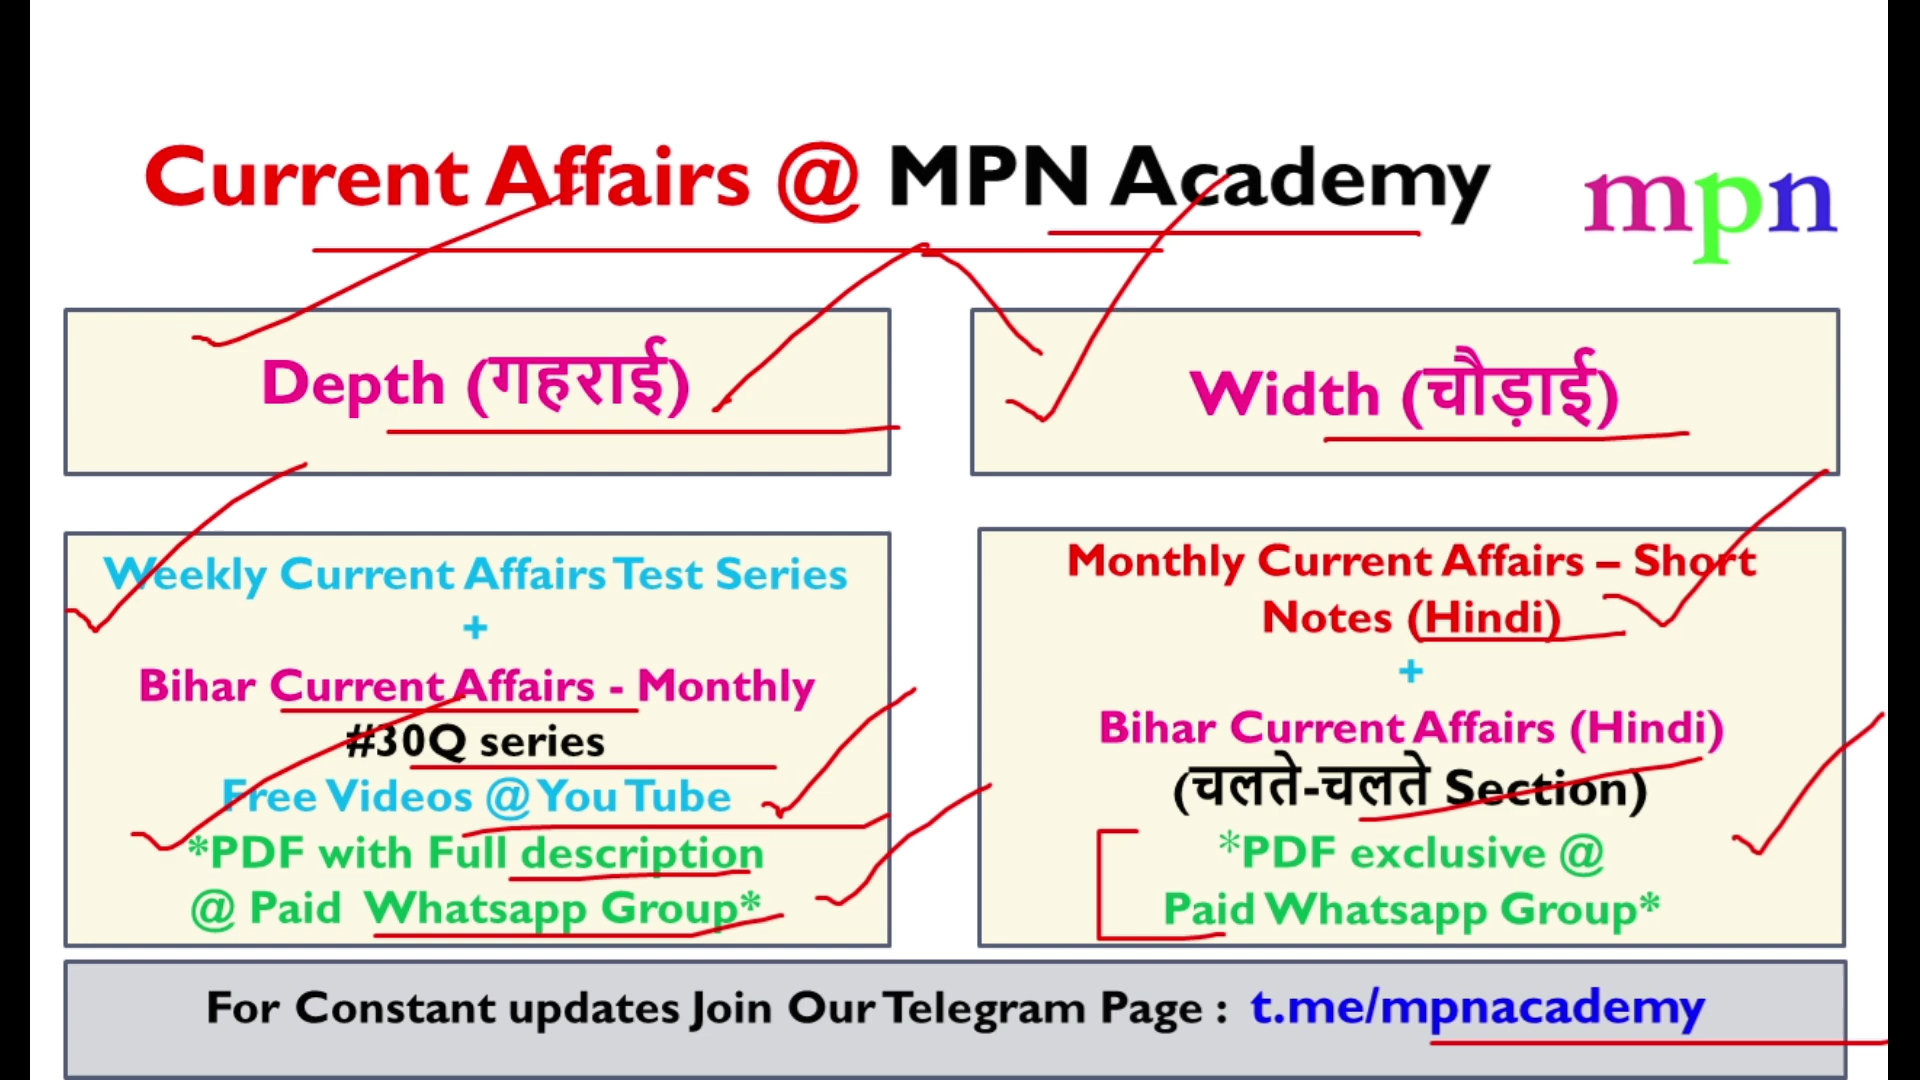 Current Affairs @ MPN Academy
mpn
Depth (गहराई)
Width (चौड़ाई)
Weekly Current Affairs Test Series
+
Bihar Current Affairs - Monthly
#30Q series
Free Videos @ You Tube
*PDF with Full description
@ Paid Whatsapp Group*
Monthly Current Affairs – Short
Notes (Hindi)
+
Bihar Current Affairs (Hindi)
(चलते-चलते Section)
*PDF exclusive @
Paid Whatsapp Group*
For Constant updates Join Our Telegram Page : t.me/mpnacademy